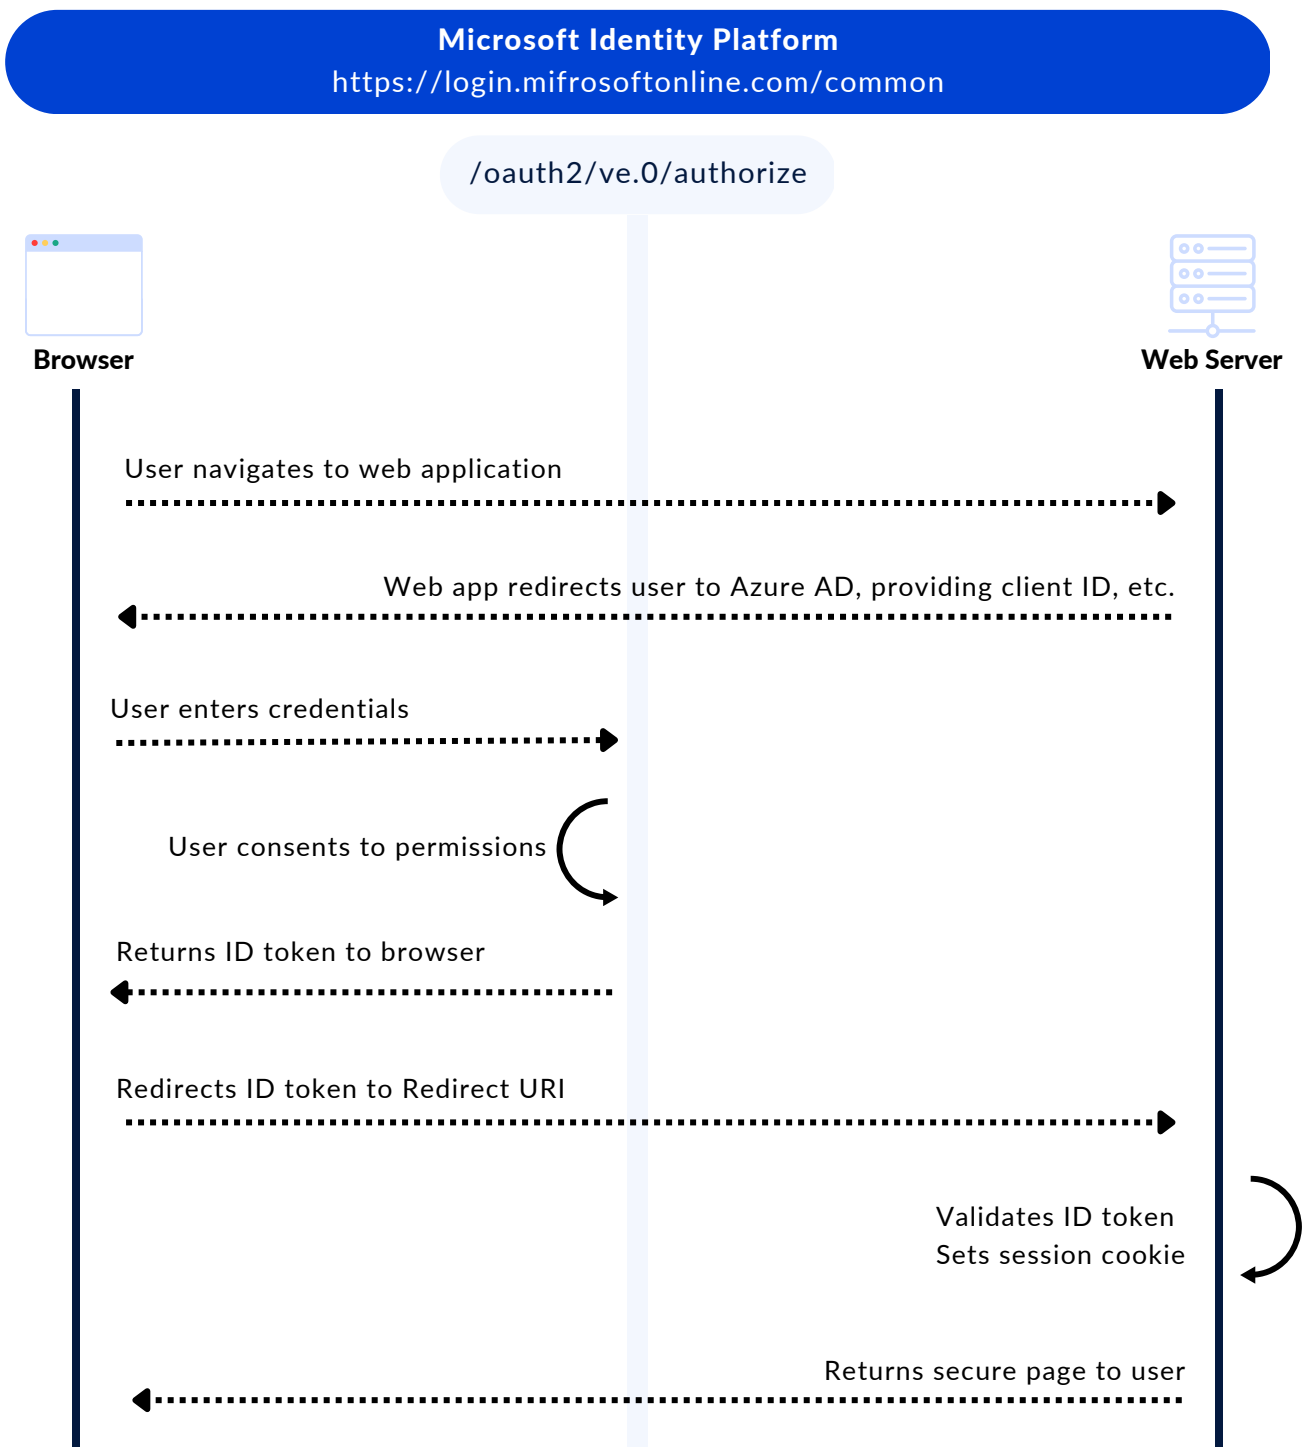 Microsoft Identity Platform
https://login.mifrosoftonline.com/common
/oauth2/ve.0/authorize
Browser
Web Server
User navigates to web application
Web app redirects user to Azure AD, providing client ID, etc.
User enters credentials
User consents to permissions
Returns ID token to browser
Redirects ID token to Redirect URI
Validates ID token
Sets session cookie
Returns secure page to user